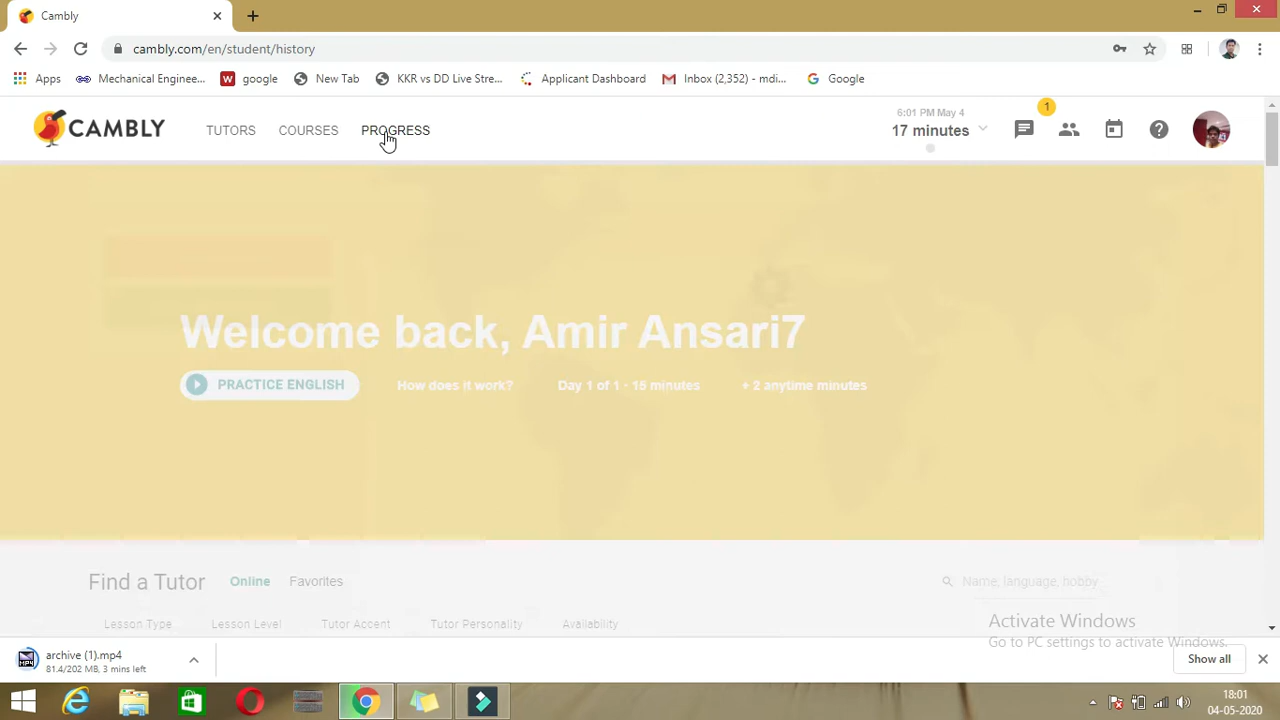 Cambly
cambly.com/en/student/history
Apps Mechanical Enginee... google New Tab KKR vs DD Live Stre... Applicant Dashboard Inbox (2,352) - mdi... Google
CAMBLY TUTORS COURSES PROGRESS
6:01 PM May 4
17 minutes
1
Welcome back, Amir Ansari7
PRACTICE ENGLISH How does it work? Day 1 of 1 - 15 minutes + 2 anytime minutes
Find a Tutor Online Favorites Name, language, hobby
Lesson Type Lesson Level Tutor Accent Tutor Personality Availability
Activate Windows
Go to PC settings to activate Windows.
archive (1).mp4
81.4/202 MB, 3 mins left
Show all
18:01
04-05-2020